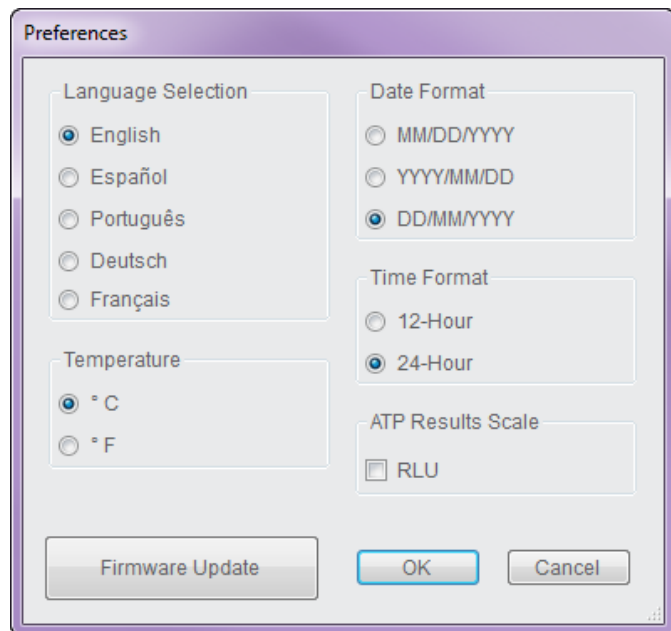 Preferences
Language Selection
English
Español
Português
Deutsch
Français
Temperature
° C
° F
Date Format
MM/DD/YYYY
YYYY/MM/DD
DD/MM/YYYY
Time Format
12-Hour
24-Hour
ATP Results Scale
RLU
Firmware Update
OK
Cancel